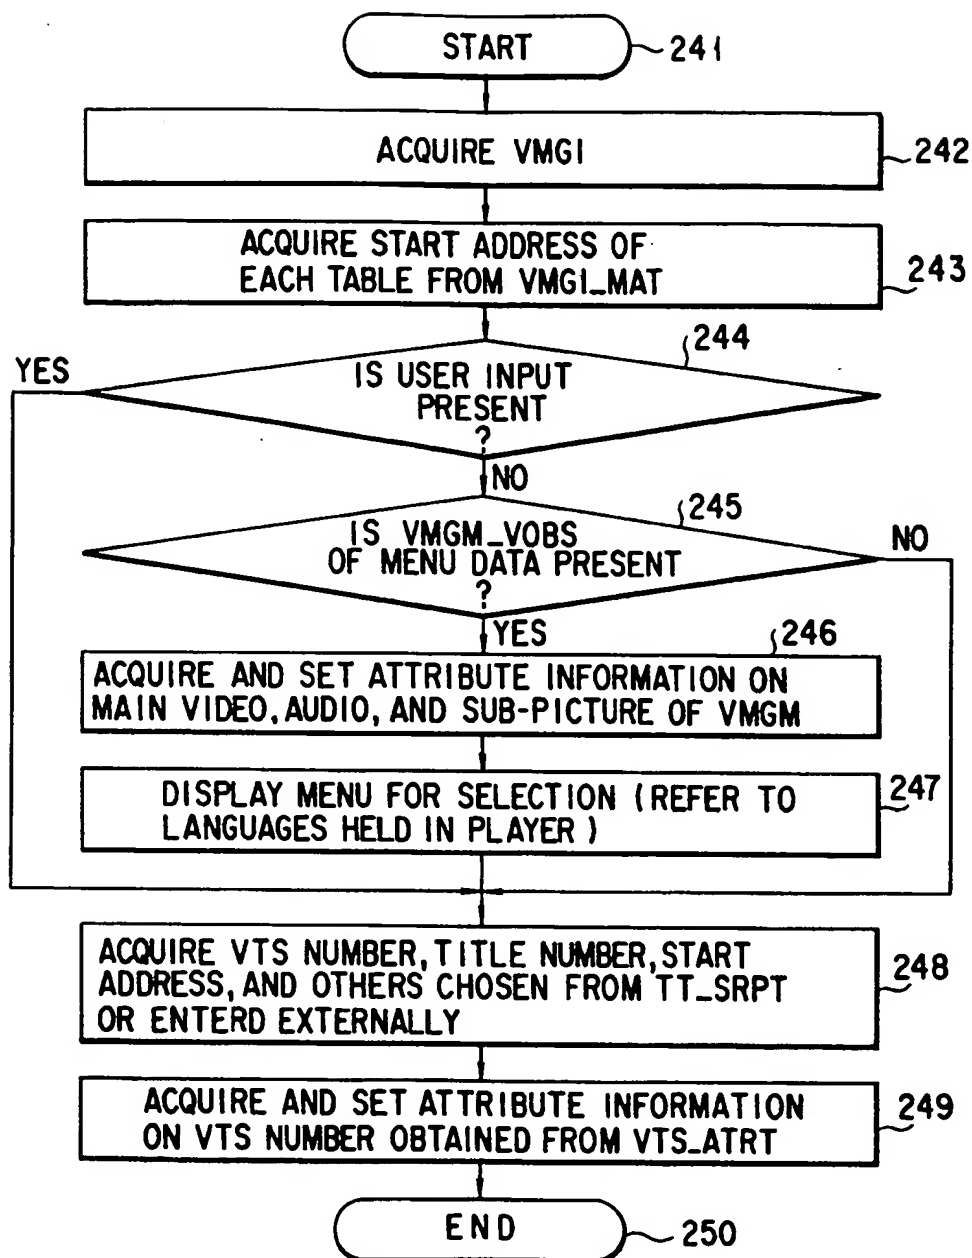 START
241
ACQUIRE VMGI
242
ACQUIRE START ADDRESS OF
EACH TABLE FROM VMGI_MAT
243
244
YES
IS USER INPUT
PRESENT
?
NO
245
IS VMGM_VOBS
OF MENU DATA PRESENT
?
NO
YES
246
ACQUIRE AND SET ATTRIBUTE INFORMATION ON
MAIN VIDEO, AUDIO, AND SUB-PICTURE OF VMGM
DISPLAY MENU FOR SELECTION (REFER TO
LANGUAGES HELD IN PLAYER)
247
ACQUIRE VTS NUMBER, TITLE NUMBER, START
ADDRESS, AND OTHERS CHOSEN FROM TT_SRPT
OR ENTERD EXTERNALLY
248
ACQUIRE AND SET ATTRIBUTE INFORMATION
ON VTS NUMBER OBTAINED FROM VTS_ATRT
249
END
250